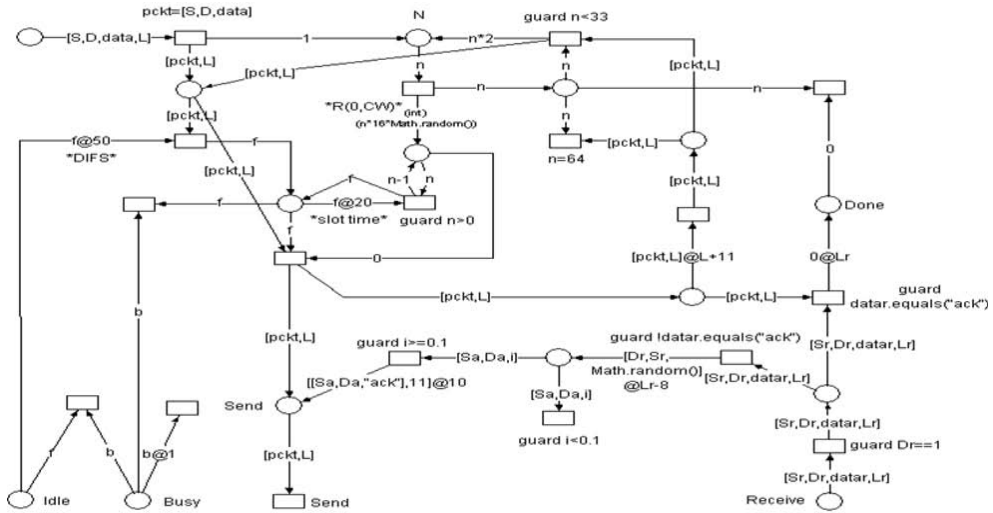 pckt=[S,D,data]
N
guard n<33
[S,D,data,L]
1
n*2
[pckt,L]
[pckt,L]
n
n
[pckt,L]
n
n
*R(0,CW)*
(int)
(n*16*Math.random())
[pckt,L]
n
f@50
*DIFS*
f
n=64
[pckt,L]
0
[pckt,L]
n-1
n
f
[pckt,L]
f
f@20
*slot time*
guard n>0
Done
f
0
[pckt,L]@L+11
0@Lr
[pckt,L]
[pckt,L]
guard
datar.equals("ack")
b
[pckt,L]
guard i>=0.1
guard !datar.equals("ack")
[Sr,Dr,datar,Lr]
[Sa,Da,i]
[Dr,Sr,
Math.random()]
@Lr-8
[Sr,Dr,datar,Lr]
[[Sa,Da,"ack"],11]@10
[Sa,Da,i]
Send
[Sr,Dr,datar,Lr]
guard i<0.1
guard Dr==1
f
b
b@1
[pckt,L]
[Sr,Dr,datar,Lr]
Idle
Busy
Send
Receive